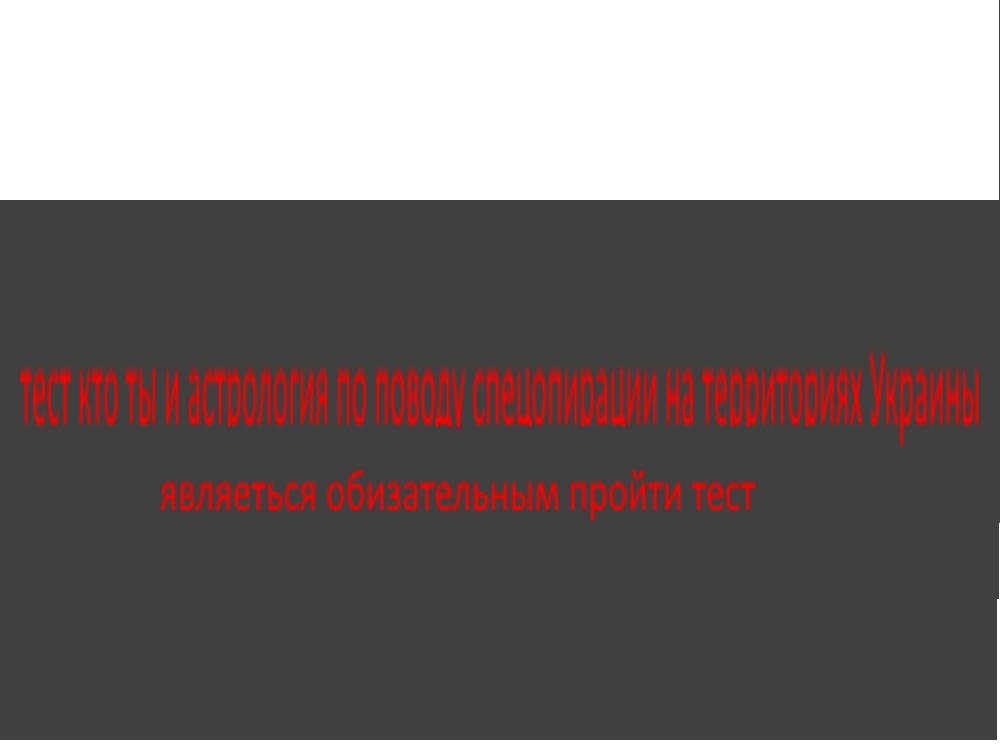 тест кто ты и астрология по поводу спецопирации на территориях Украины
являеться обизательным пройти тест